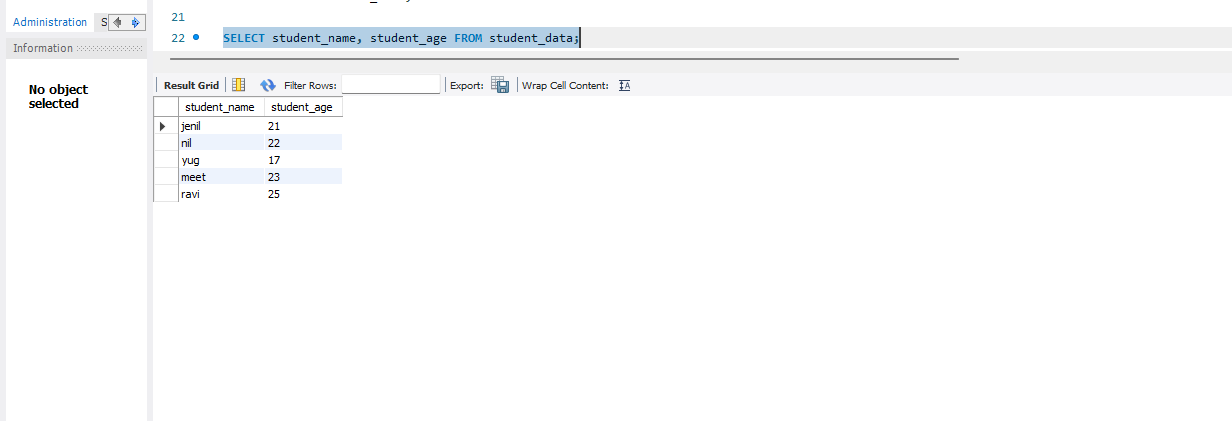 21
Administration S
22 SELECT student_name, student_age FROM student_data;
Information
No object
selected
Result Grid Filter Rows: Export: Wrap Cell Content:
student_name student_age
jenil 21
nil 22
yug 17
meet 23
ravi 25